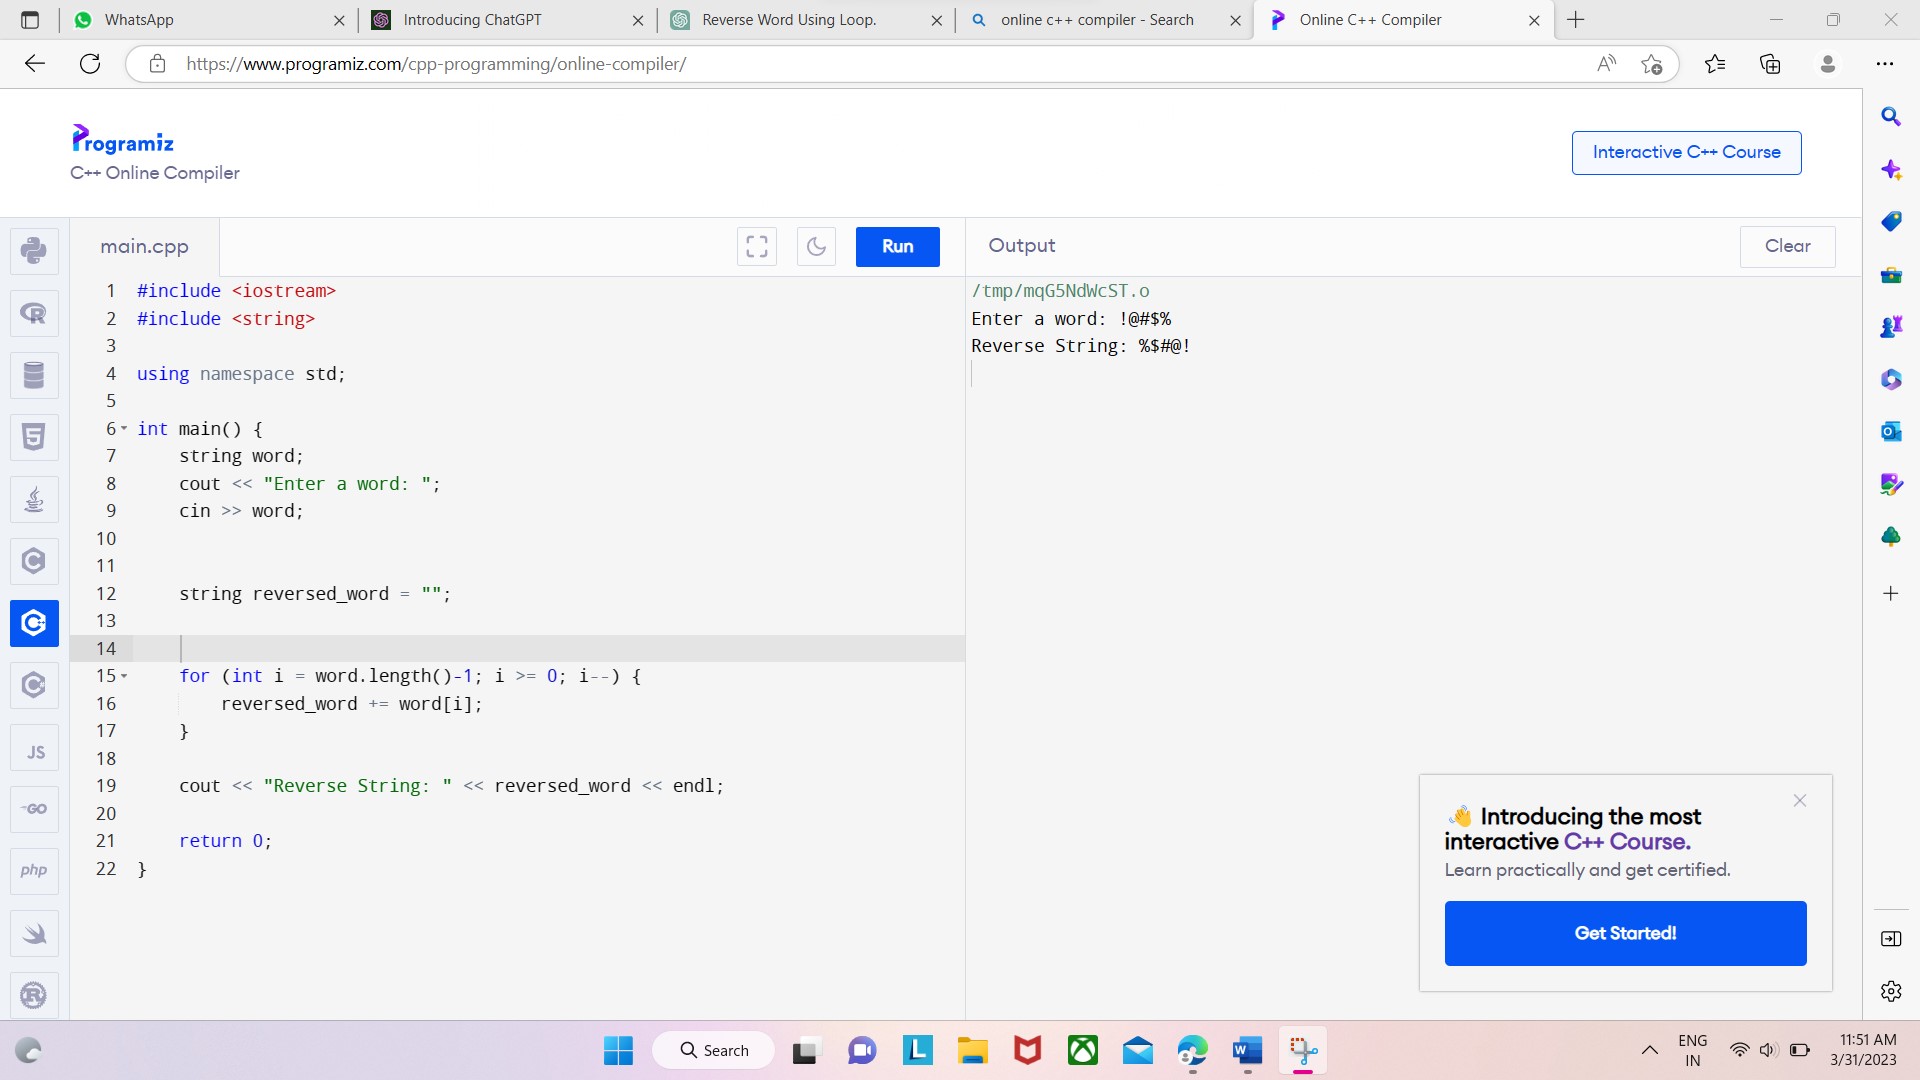 WhatsApp
Introducing ChatGPT
Reverse Word Using Loop.
online c++ compiler - Search
Online C++ Compiler
https://www.programiz.com/cpp-programming/online-compiler/
Programiz
C++ Online Compiler
Interactive C++ Course
main.cpp
Run
Output
Clear
1 #include <iostream>
2 #include <string>
3
4 using namespace std;
5
6 int main() {
7 string word;
8 cout << "Enter a word: ";
9 cin >> word;
10
11
12 string reversed_word = "";
13
14
15 for (int i = word.length()-1; i >= 0; i--) {
16 reversed_word += word[i];
17 }
18
19 cout << "Reverse String: " << reversed_word << endl;
20
21 return 0;
22 }
/tmp/mqG5NdWcST.o
Enter a word: !@#$%
Reverse String: %$#@!
JS
GO
php
👋 Introducing the most
interactive C++ Course.
Learn practically and get certified.
Get Started!
Search
ENG
IN
11:51 AM
3/31/2023